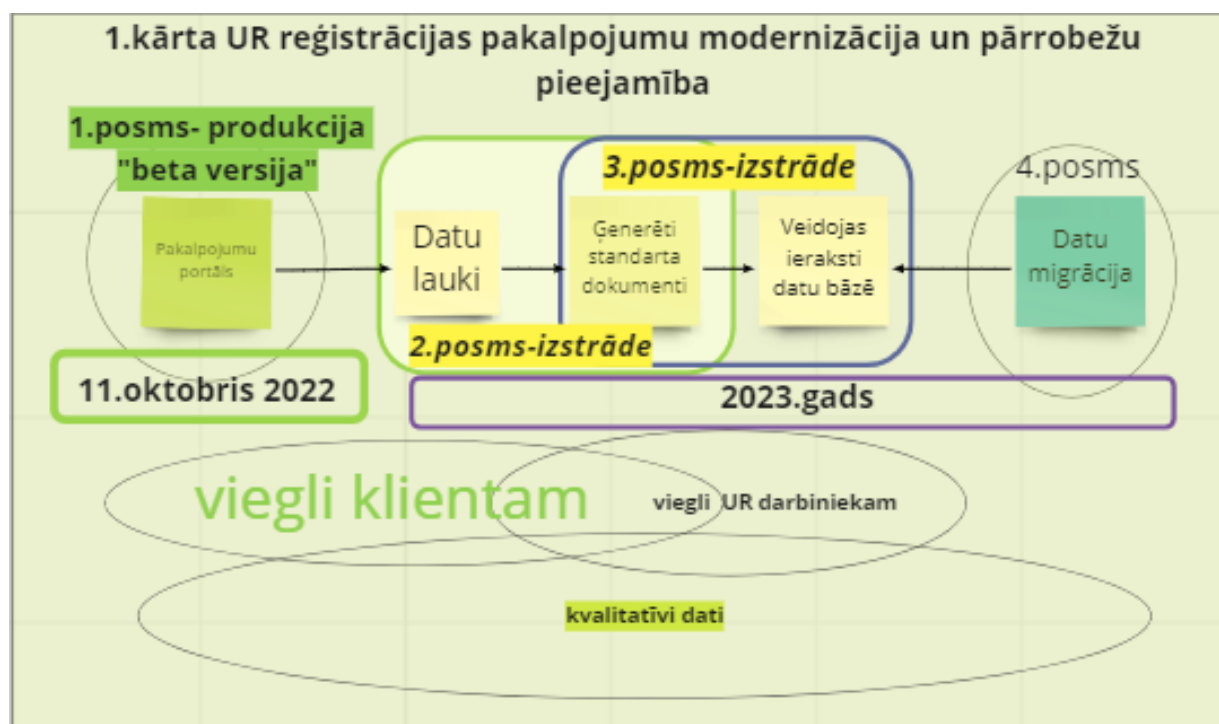 1.kārta UR reģistrācijas pakalpojumu modernizācija un pārrobežu
pieejamība
1.posms- produkcija
"beta versija"
3.posms-izstrāde
4.posms
Pakalpojumu
portāls
Datu
lauki
Ģenerēti
standarta
dokumenti
Veidojas
ieraksti
datu bāzē
Datu
migrācija
2.posms-izstrāde
11.oktobris 2022
2023.gads
viegli klientam
viegli UR darbiniekam
kvalitatīvi dati